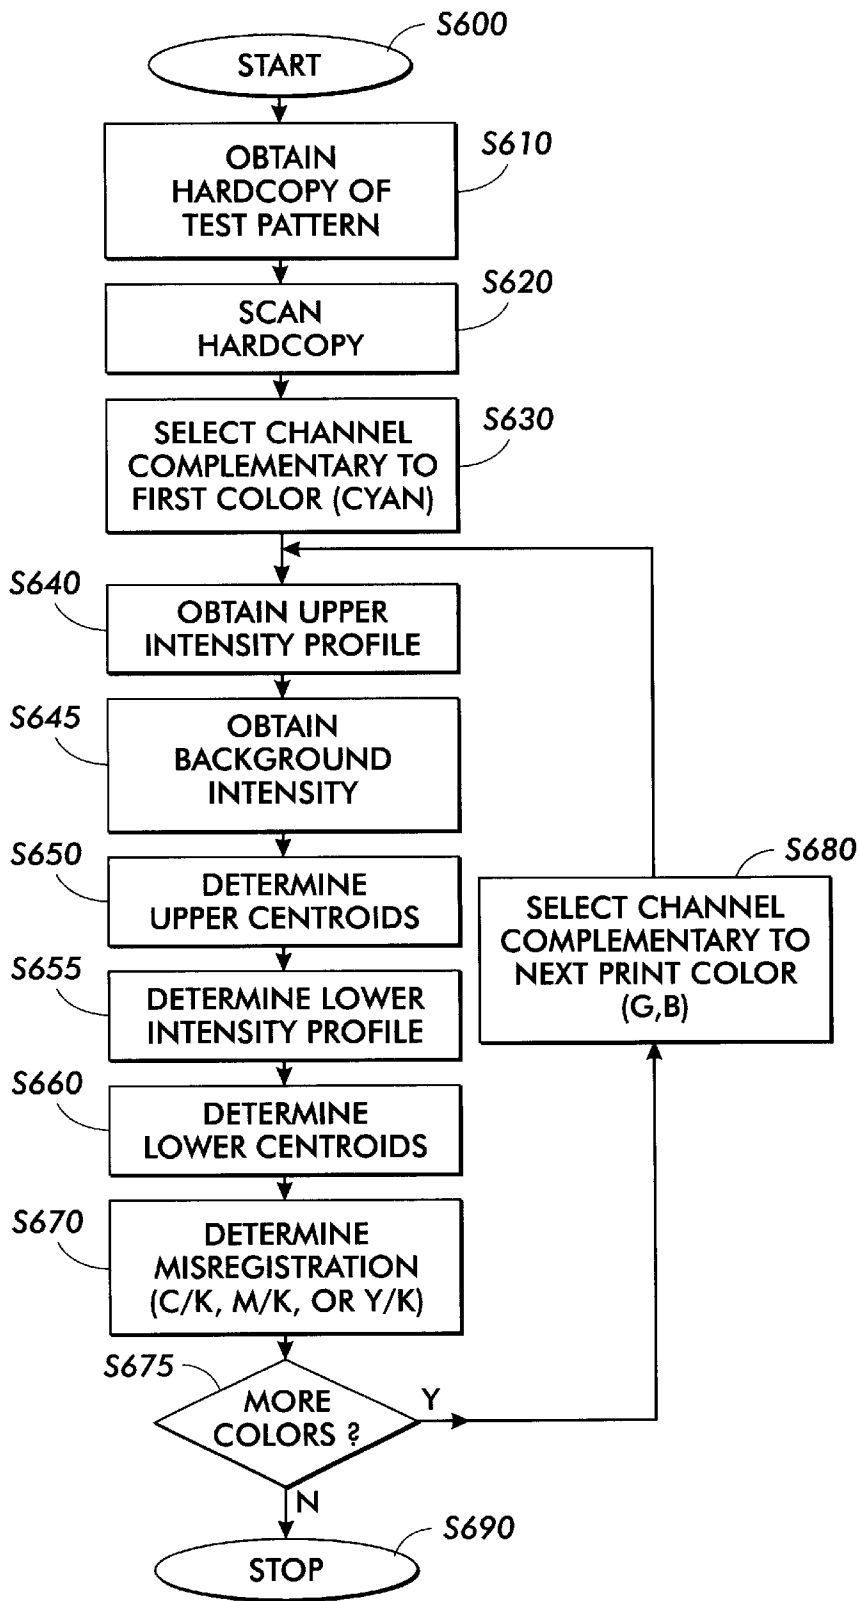 S600
START
S610
OBTAIN
HARDCOPY OF
TEST PATTERN
S620
SCAN
HARDCOPY
S630
SELECT CHANNEL
COMPLEMENTARY TO
FIRST COLOR (CYAN)
S640
OBTAIN UPPER
INTENSITY PROFILE
S645
OBTAIN
BACKGROUND
INTENSITY
S650
DETERMINE
UPPER CENTROIDS
S680
SELECT CHANNEL
COMPLEMENTARY TO
NEXT PRINT COLOR
(G,B)
S655
DETERMINE LOWER
INTENSITY PROFILE
S660
DETERMINE
LOWER CENTROIDS
S670
DETERMINE
MISREGISTRATION
(C/K, M/K, OR Y/K)
S675
MORE
COLORS ?
Y
N
S690
STOP